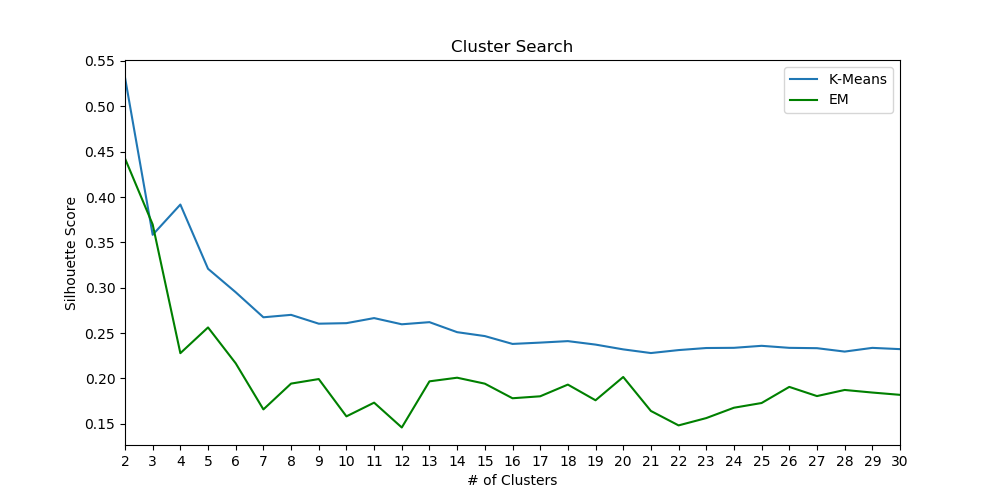 Cluster Search
K-Means
EM
Silhouette Score
0.55
0.50
0.45
0.40
0.35
0.30
0.25
0.20
0.15
2 3 4 5 6 7 8 9 10 11 12 13 14 15 16 17 18 19 20 21 22 23 24 25 26 27 28 29 30
# of Clusters